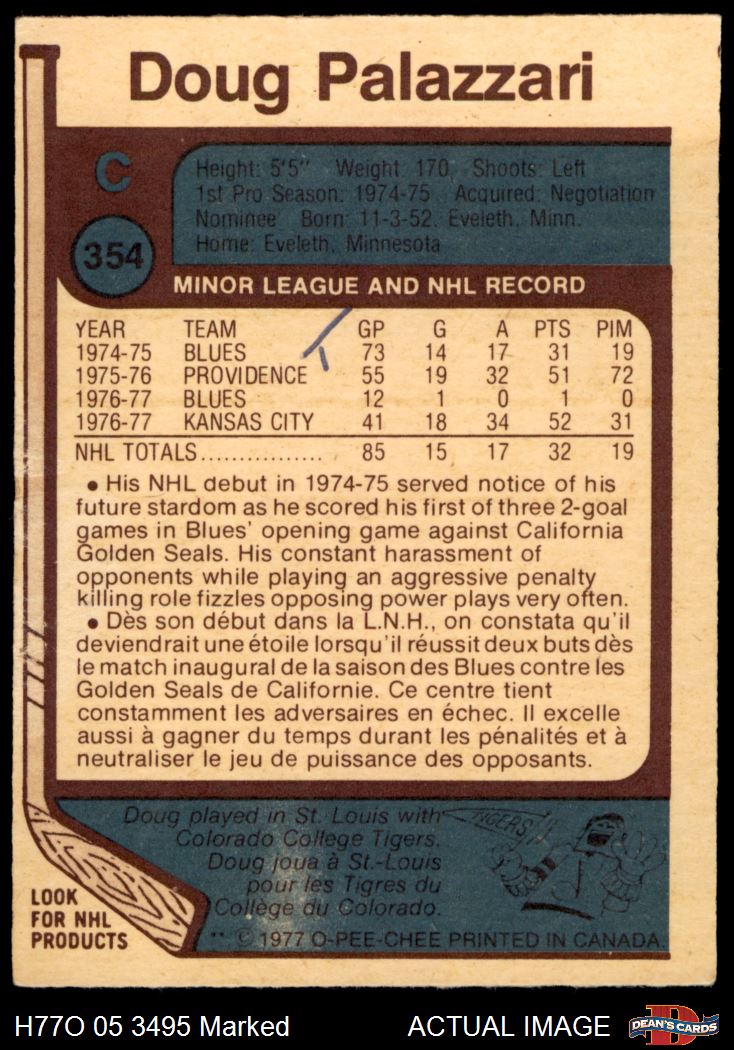 Doug Palazzari
C
354
Height: 5'5" Weight: 170 Shoots: Left
1st Pro Season: 1974-75 Acquired: Negotiation
Nominee Born: 11-3-52, Eveleth, Minn.
Home: Eveleth, Minnesota
MINOR LEAGUE AND NHL RECORD
YEAR TEAM GP G A PTS PIM
1974-75 BLUES 73 14 17 31 19
1975-76 PROVIDENCE 55 19 32 51 72
1976-77 BLUES 12 1 0 1 0
1976-77 KANSAS CITY 41 18 34 52 31
NHL TOTALS................ 85 15 17 32 19
• His NHL debut in 1974-75 served notice of his
future stardom as he scored his first of three 2-goal
games in Blues' opening game against California
Golden Seals. His constant harassment of
opponents while playing an aggressive penalty
killing role fizzles opposing power plays very often.
• Dès son début dans la L.N.H., on constata qu'il
deviendrait une étoile lorsqu'il réussit deux buts dès
le match inaugural de la saison des Blues contre les
Golden Seals de Californie. Ce centre tient
constamment les adversaires en échec. Il excelle
aussi à gagner du temps durant les pénalités et à
neutraliser le jeu de puissance des opposants.
Doug played in St. Louis with
Colorado College Tigers.
Doug joua à St.-Louis
pour les Tigres du
Collège du Colorado.
TIGERS
LOOK
FOR NHL
PRODUCTS
** © 1977 O-PEE-CHEE PRINTED IN CANADA.
H77O 05 3495 Marked ACTUAL IMAGE
D
DEAN'S CARDS